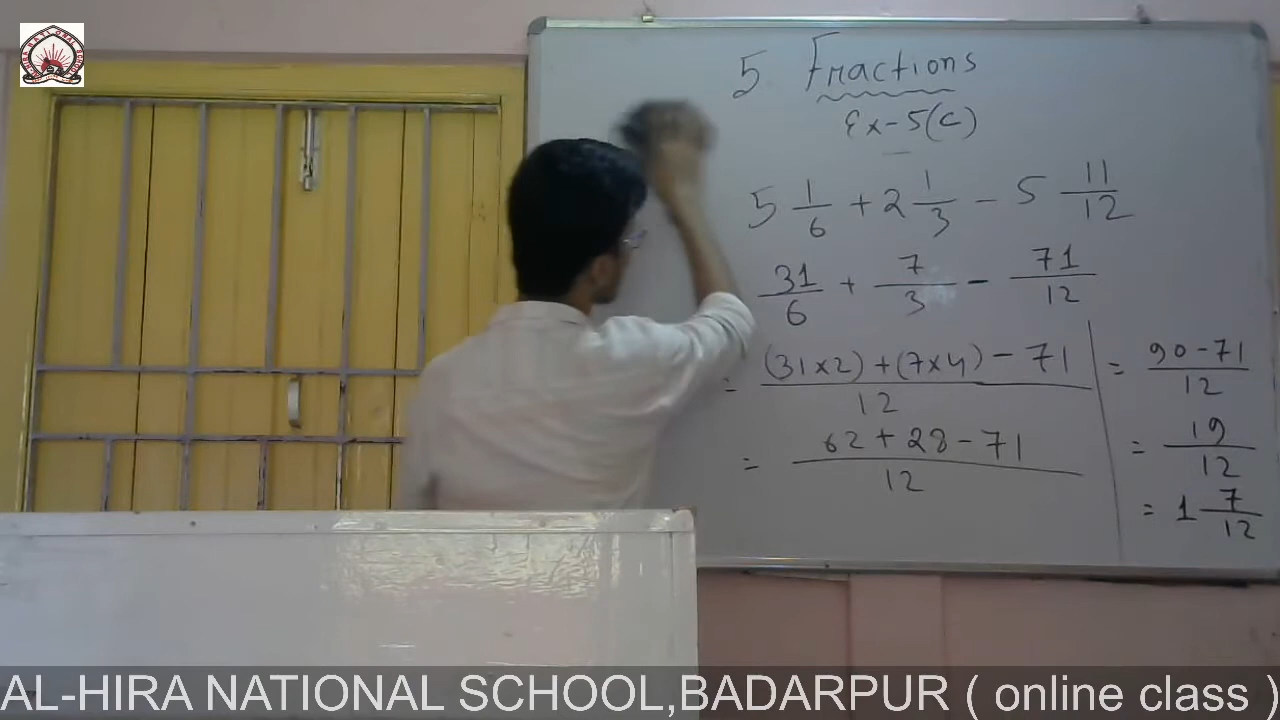 5 Fractions
Ex-5(C)
5 1/6 + 2 1/3 - 5 11/12
31/6 + 7/3 - 71/12
= (31×2)+(7×4)-71/12
= 62+28-71/12
= 90-71/12
= 19/12
= 1 7/12
AL-HIRA NATIONAL SCHOOL,BADARPUR ( online class )